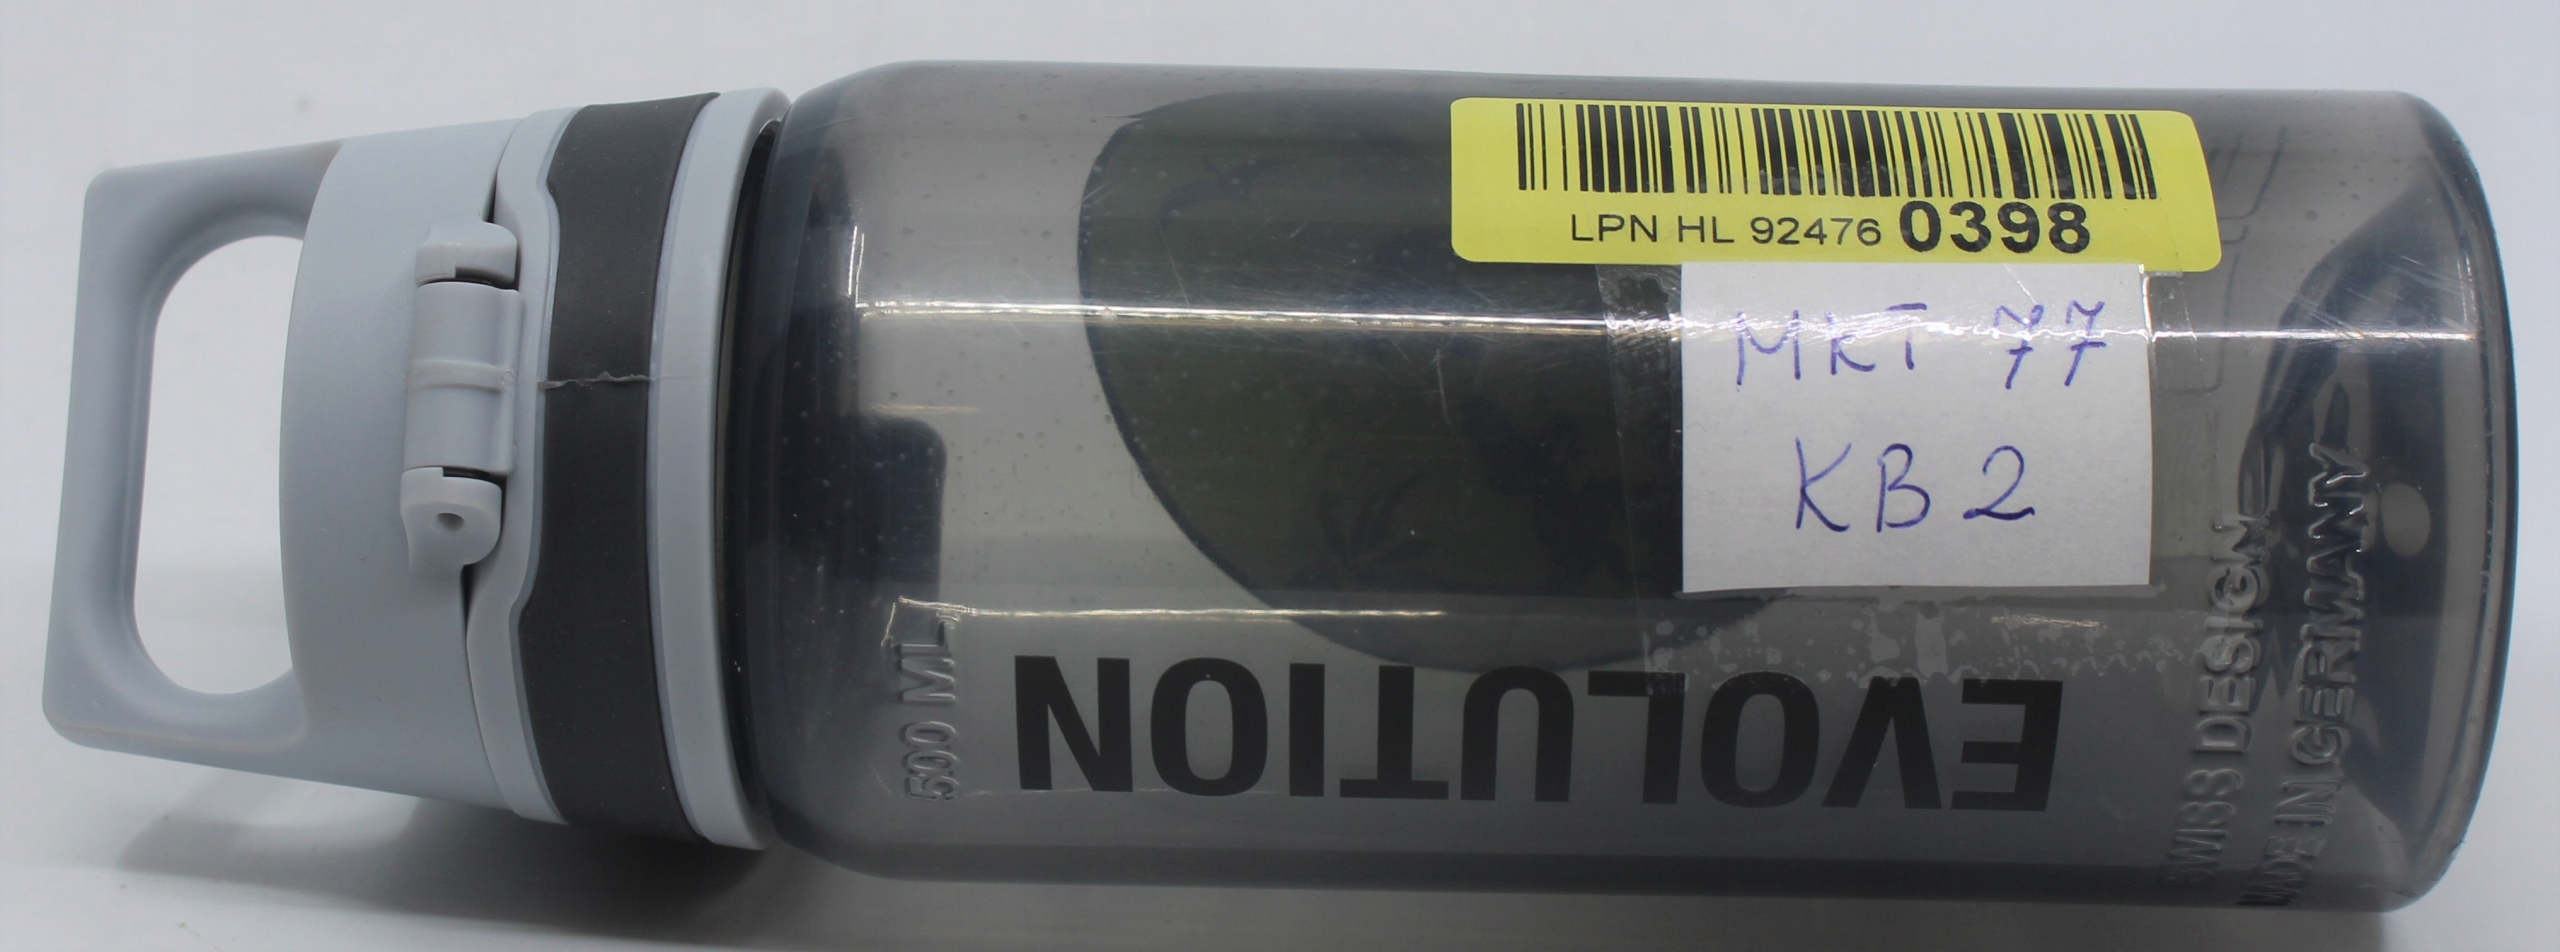 LPN HL 92476 0398
MKT 77
KB2
500 ML
EVOLUTION
SWISS DESIGN
MADE IN GERMANY